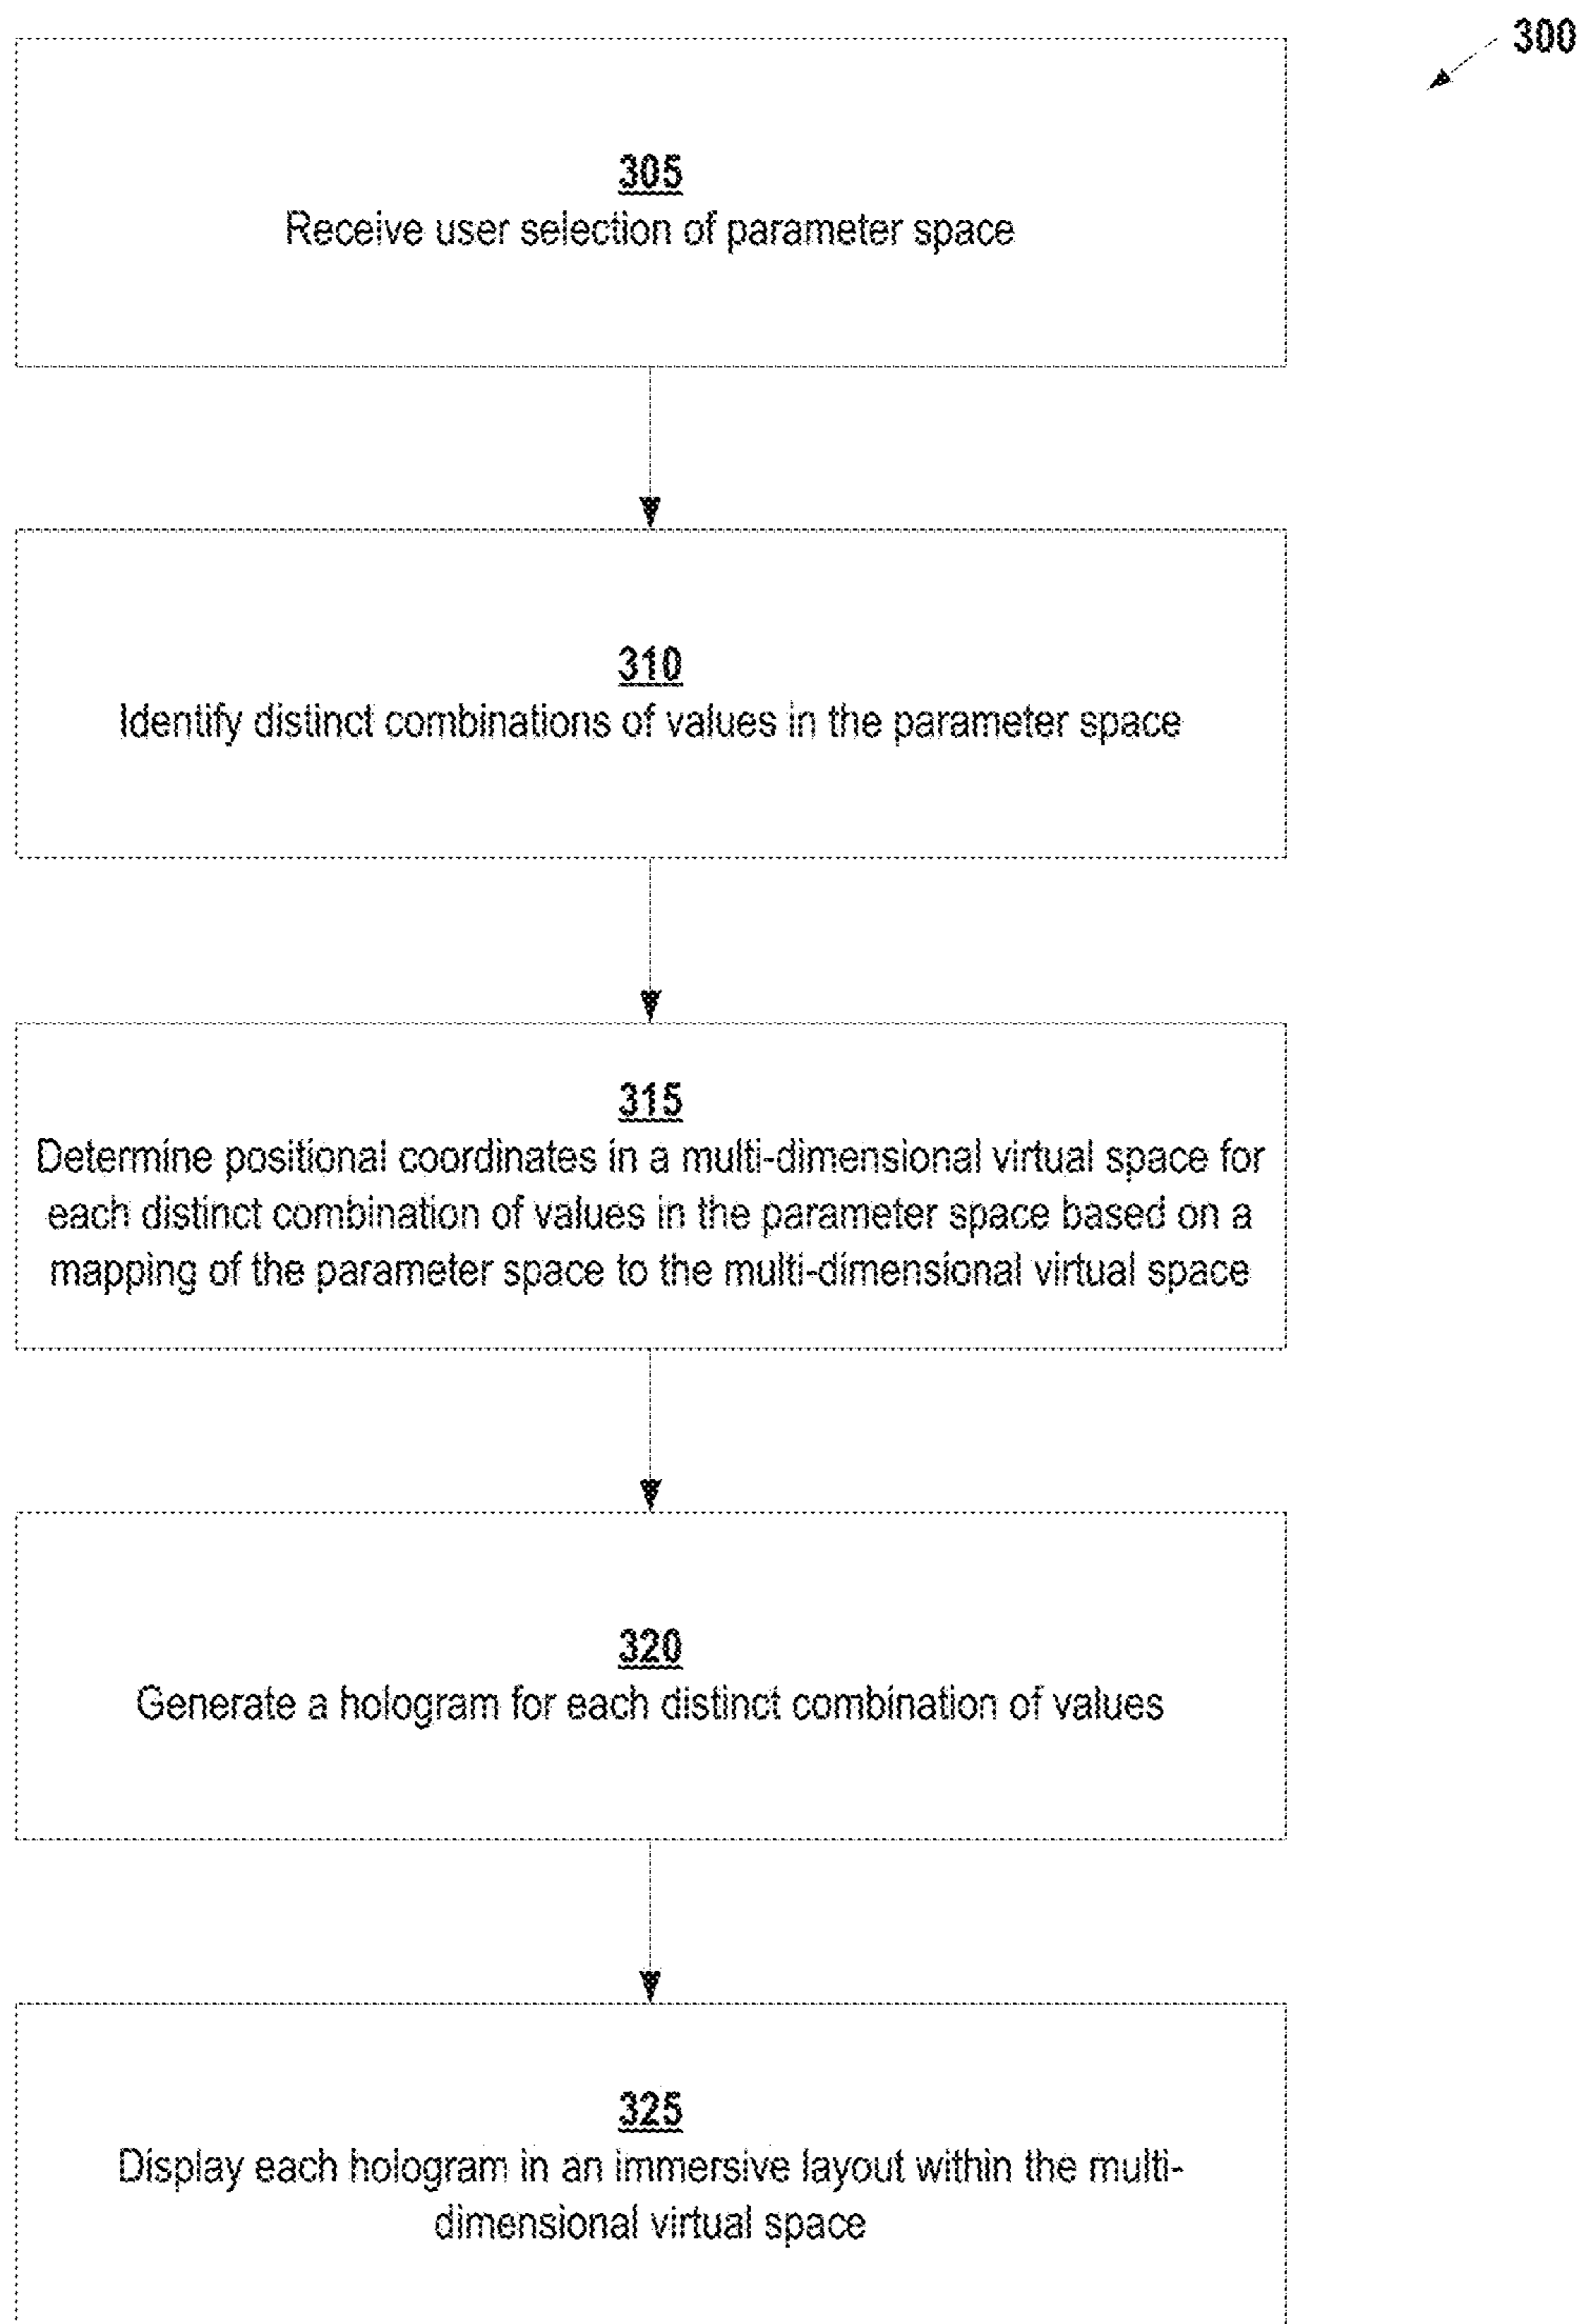 300
305
Receive user selection of parameter space
310
Identify distinct combinations of values in the parameter space
315
Determine positional coordinates in a multi-dimensional virtual space for
each distinct combination of values in the parameter space based on a
mapping of the parameter space to the multi-dimensional virtual space
320
Generate a hologram for each distinct combination of values
325
Display each hologram in an immersive layout within the multi-
dimensional virtual space